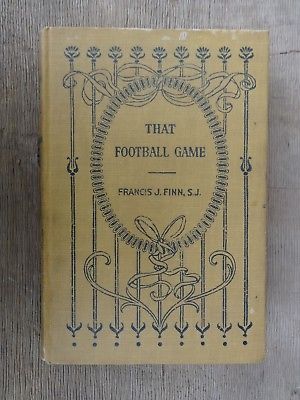 THAT
FOOTBALL GAME
FRANCIS J. FINN, S.J.